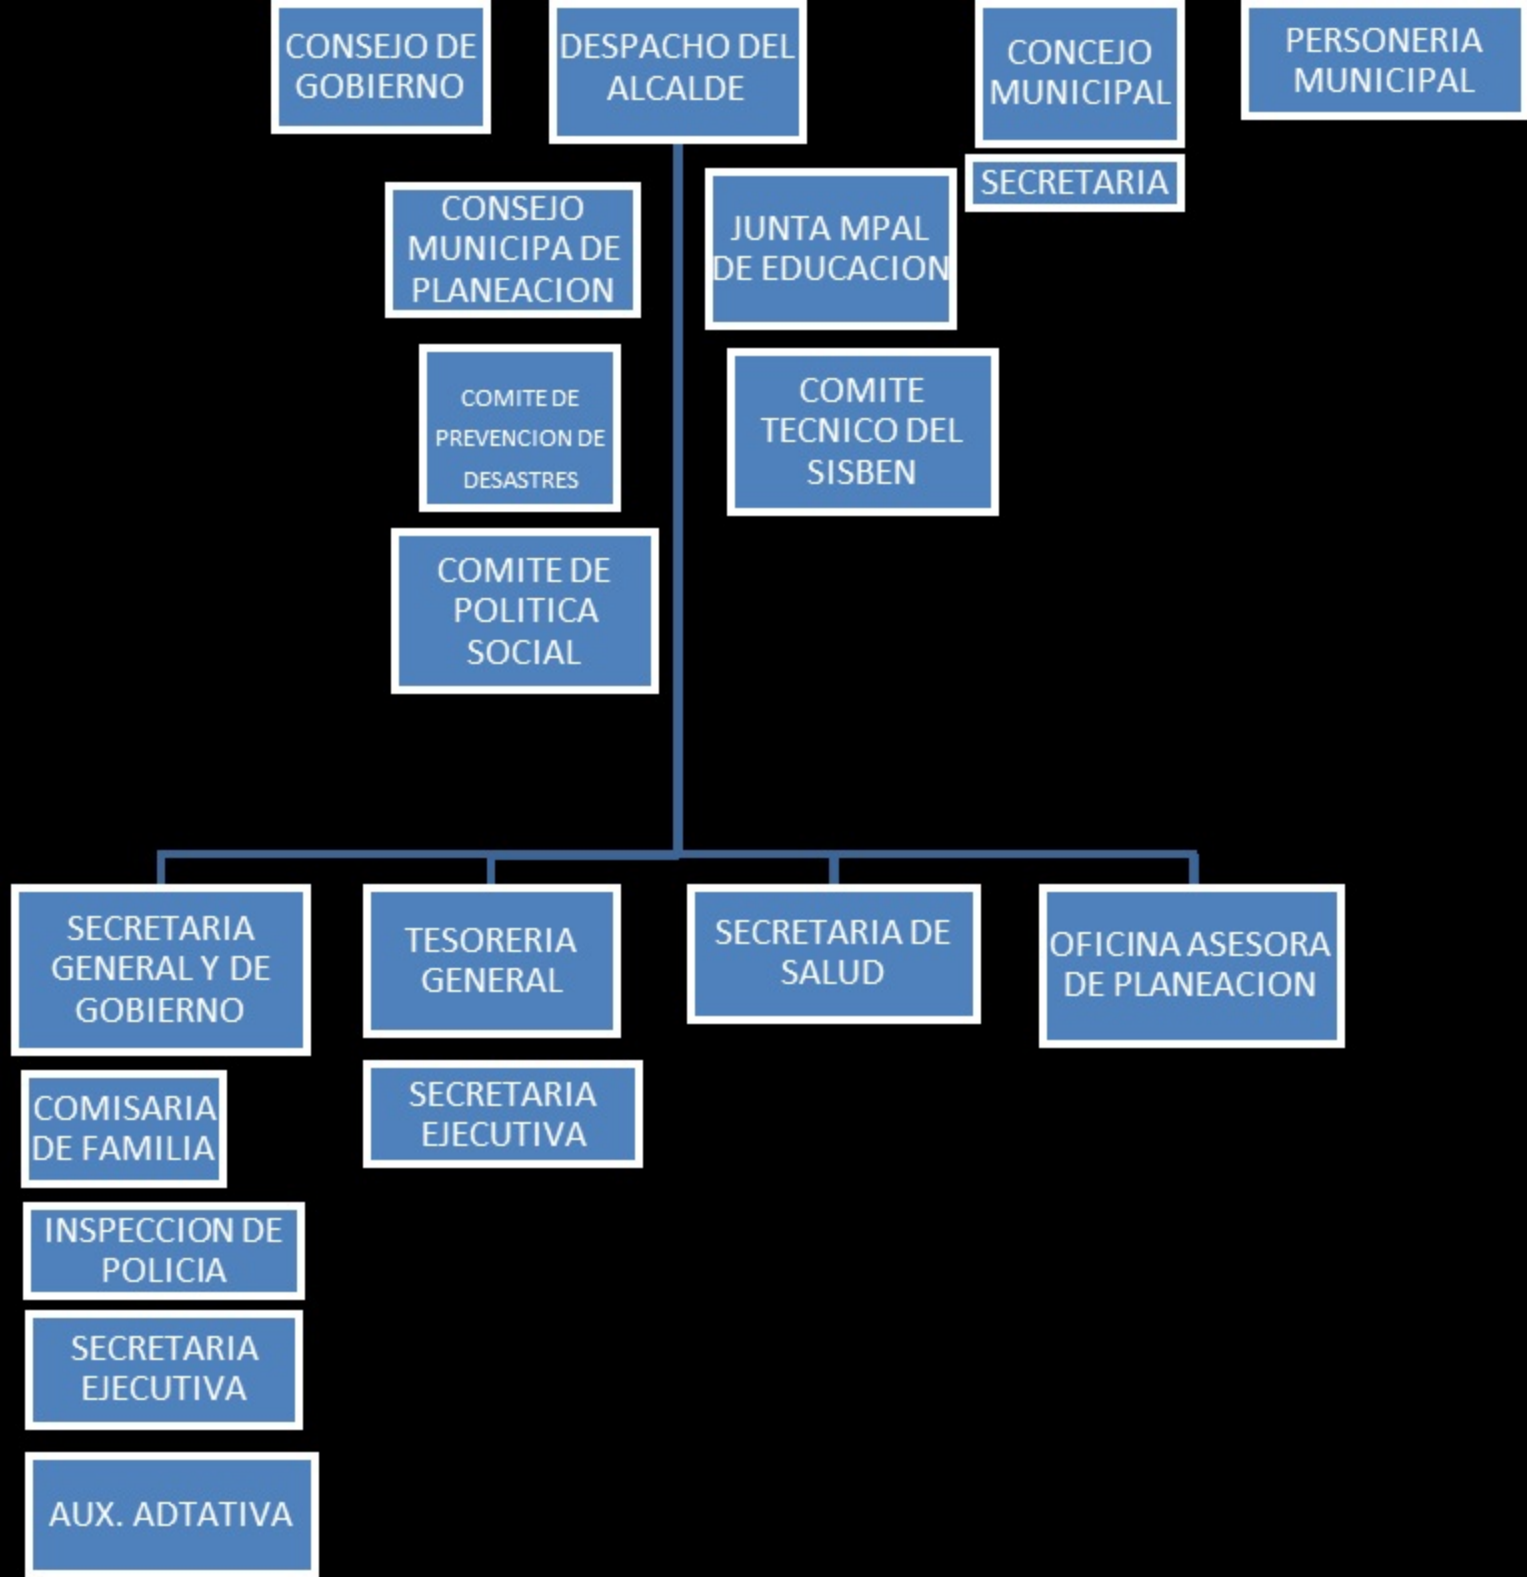 CONSEJO DE
GOBIERNO
DESPACHO DEL
ALCALDE
CONCEJO
MUNICIPAL
PERSONERIA
MUNICIPAL
SECRETARIA
CONSEJO
MUNICIPA DE
PLANEACION
JUNTA MPAL
DE EDUCACION
COMITE DE
PREVENCION DE
DESASTRES
COMITE
TECNICO DEL
SISBEN
COMITE DE
POLITICA
SOCIAL
SECRETARIA
GENERAL Y DE
GOBIERNO
TESORERIA
GENERAL
SECRETARIA DE
SALUD
OFICINA ASESORA
DE PLANEACION
COMISARIA
DE FAMILIA
SECRETARIA
EJECUTIVA
INSPECCION DE
POLICIA
SECRETARIA
EJECUTIVA
AUX. ADTATIVA